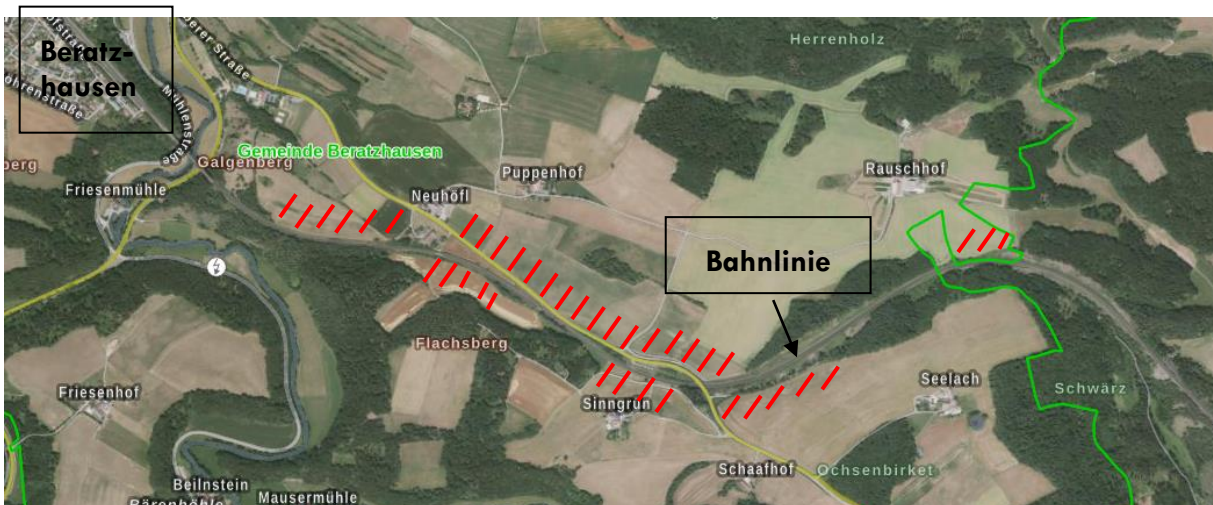 Beratz-
hausen
Herrenholz
Mühlenstraße
Galgenberg
Gemeinde Beratzhausen
Puppenhof
Rauschhof
Friesenmühle
Neuhöfl
Bahnlinie
Flachsberg
Friesenhof
Sinngrün
Seelach
Schwärz
Schaafhof
Ochsenbirket
Beilnstein
Bärenhöhle
Mausermühle